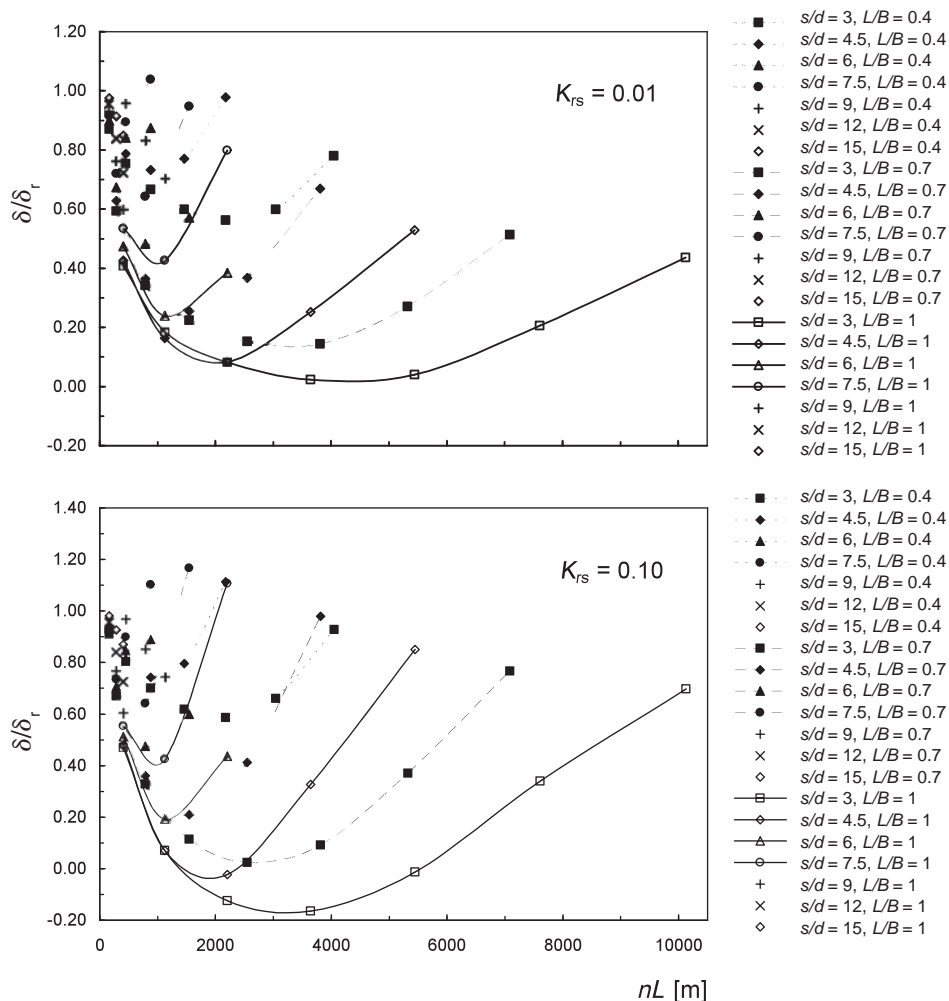 1.20
1.00
0.80
0.60
0.40
0.20
0.00
-0.20
δ/δr
Krs = 0.01
s/d = 3, L/B = 0.4
s/d = 4.5, L/B = 0.4
s/d = 6, L/B = 0.4
s/d = 7.5, L/B = 0.4
s/d = 9, L/B = 0.4
s/d = 12, L/B = 0.4
s/d = 15, L/B = 0.4
s/d = 3, L/B = 0.7
s/d = 4.5, L/B = 0.7
s/d = 6, L/B = 0.7
s/d = 7.5, L/B = 0.7
s/d = 9, L/B = 0.7
s/d = 12, L/B = 0.7
s/d = 15, L/B = 0.7
s/d = 3, L/B = 1
s/d = 4.5, L/B = 1
s/d = 6, L/B = 1
s/d = 7.5, L/B = 1
s/d = 9, L/B = 1
s/d = 12, L/B = 1
s/d = 15, L/B = 1
1.40
1.20
1.00
0.80
0.60
0.40
0.20
0.00
-0.20
δ/δr
Krs = 0.10
0 2000 4000 6000 8000 10000
nL [m]
s/d = 3, L/B = 0.4
s/d = 4.5, L/B = 0.4
s/d = 6, L/B = 0.4
s/d = 7.5, L/B = 0.4
s/d = 9, L/B = 0.4
s/d = 12, L/B = 0.4
s/d = 15, L/B = 0.4
s/d = 3, L/B = 0.7
s/d = 4.5, L/B = 0.7
s/d = 6, L/B = 0.7
s/d = 7.5, L/B = 0.7
s/d = 9, L/B = 0.7
s/d = 12, L/B = 0.7
s/d = 15, L/B = 0.7
s/d = 3, L/B = 1
s/d = 4.5, L/B = 1
s/d = 6, L/B = 1
s/d = 7.5, L/B = 1
s/d = 9, L/B = 1
s/d = 12, L/B = 1
s/d = 15, L/B = 1